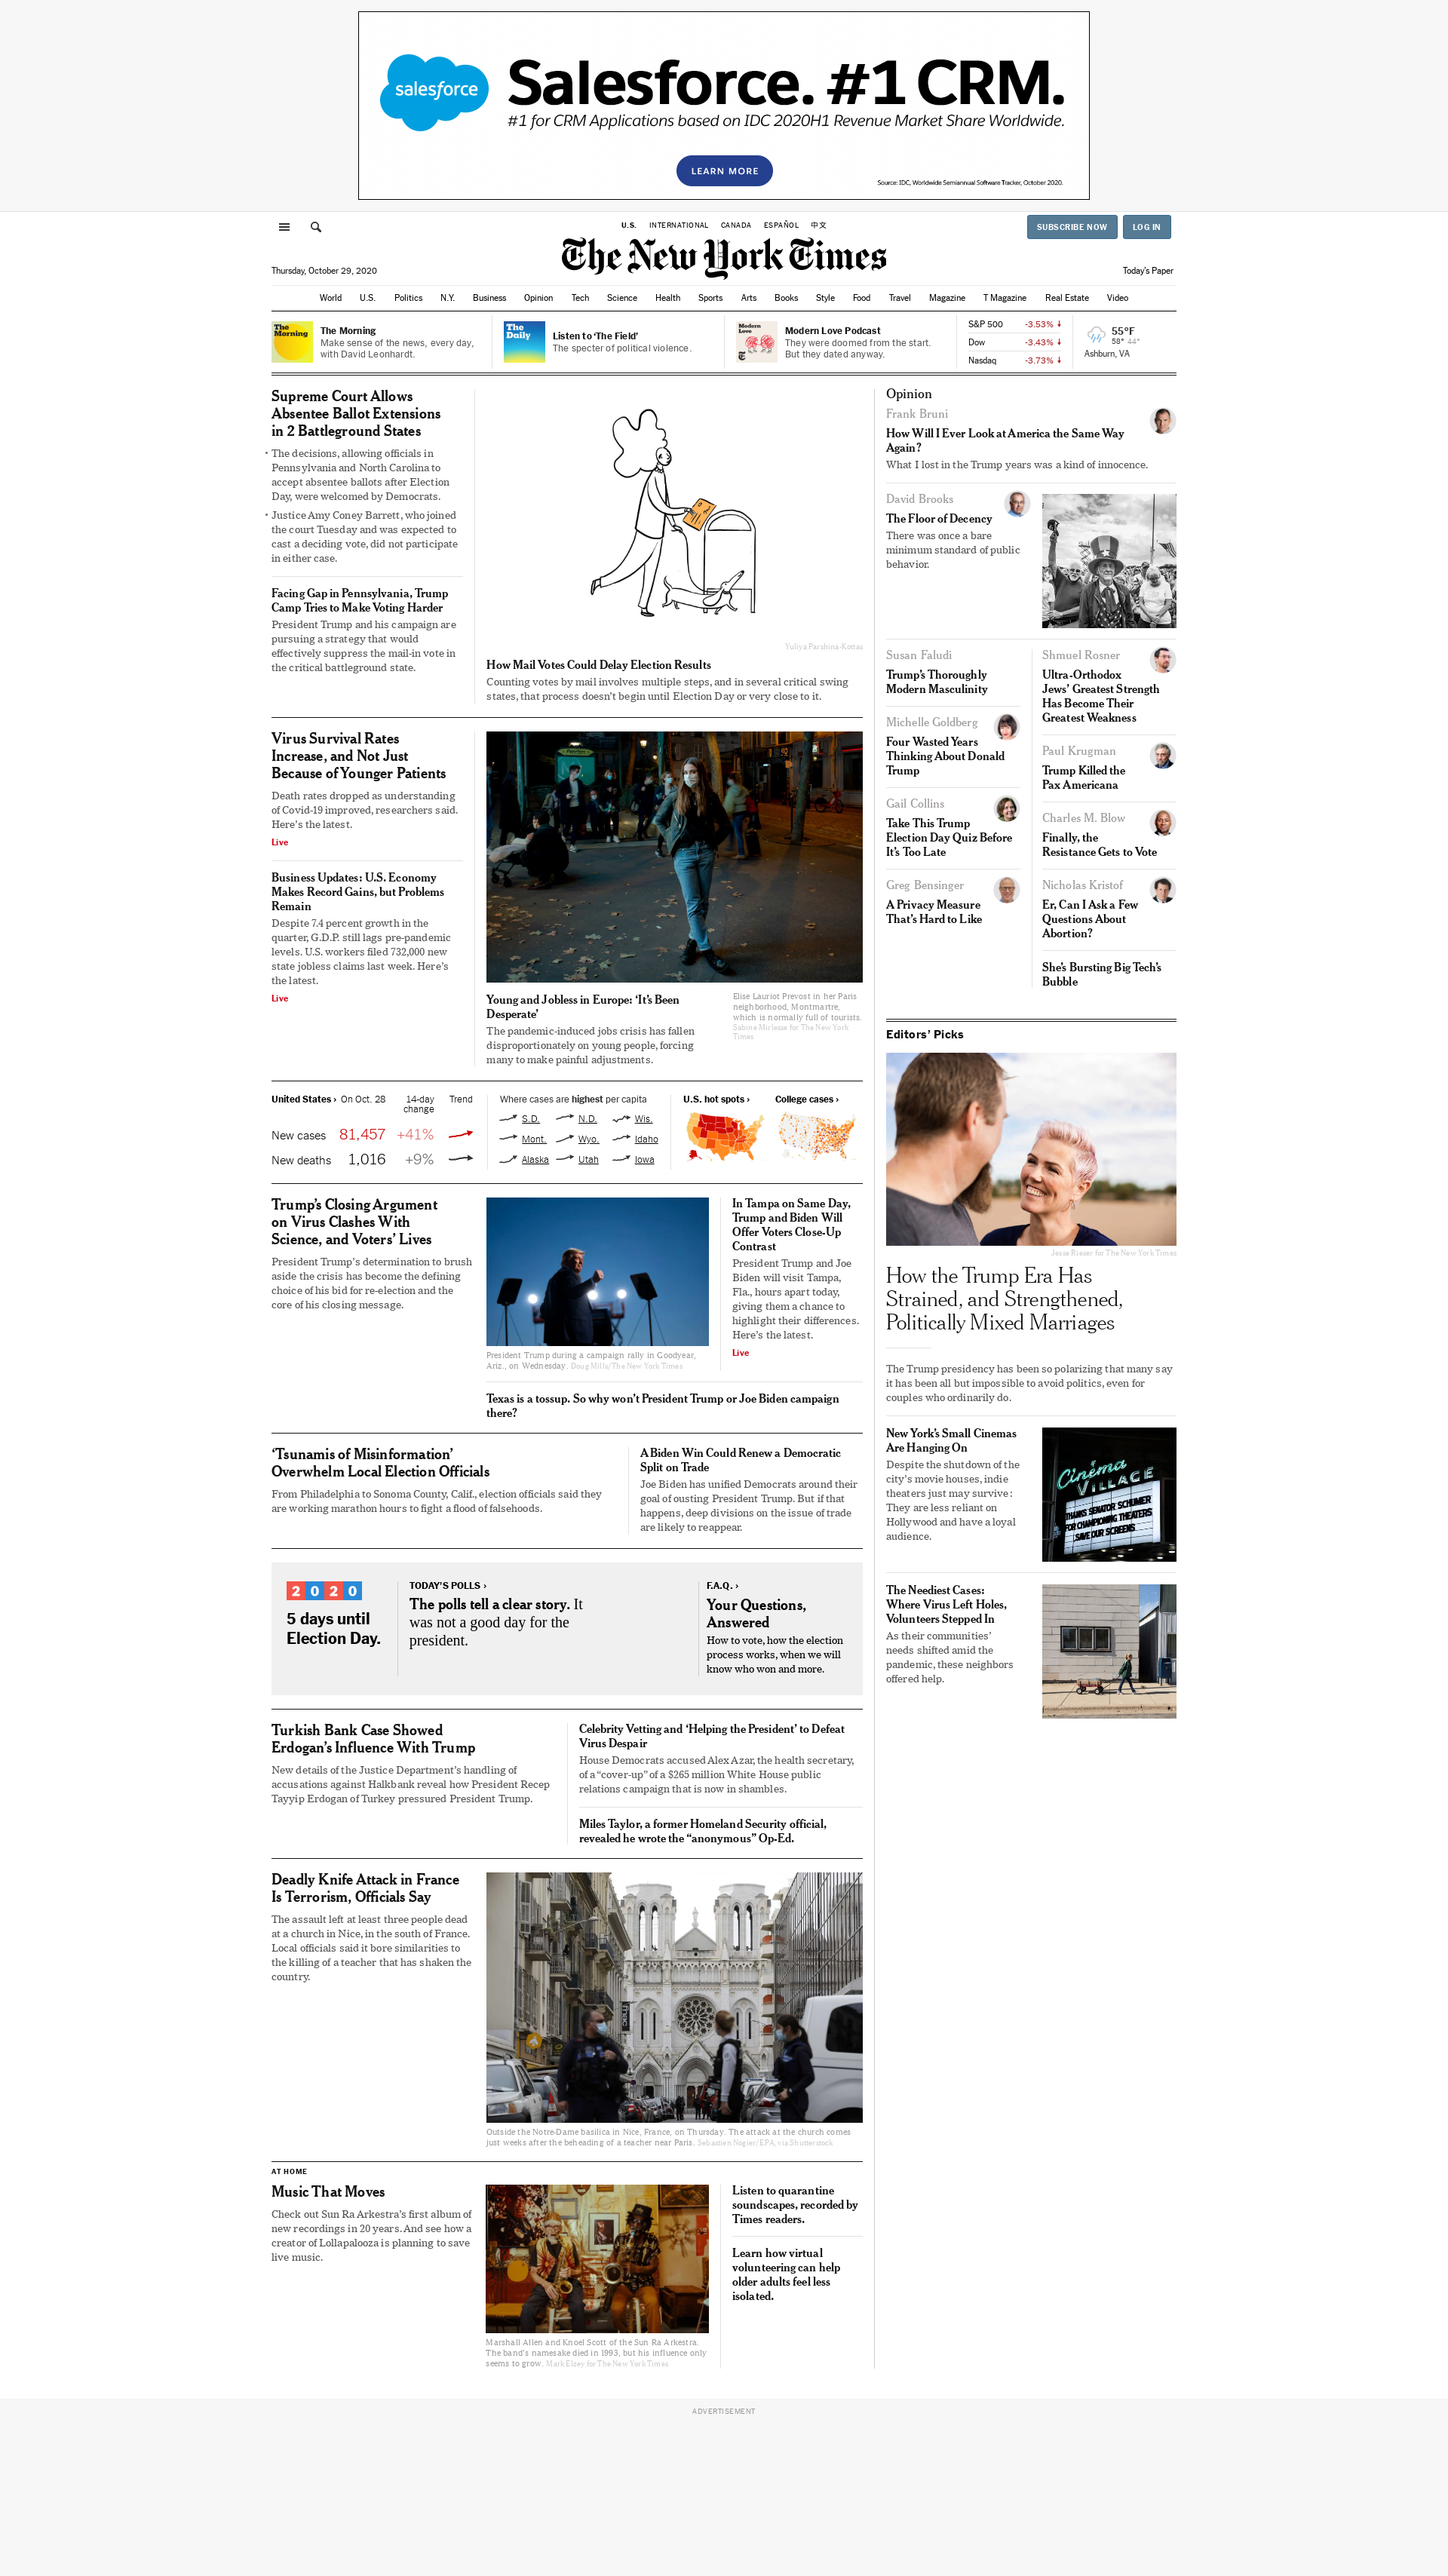 salesforce
Salesforce. #1 CRM.
#1 for CRM Applications based on IDC 2020H1 Revenue Market Share Worldwide.
LEARN MORE
Source: IDC, Worldwide Semiannual Software Tracker, October 2020.
U.S. INTERNATIONAL CANADA ESPAÑOL 中文
SUBSCRIBE NOW LOG IN
The New York Times
Thursday, October 29, 2020
Today's Paper
World U.S. Politics N.Y. Business Opinion Tech Science Health Sports Arts Books Style Food Travel Magazine T Magazine Real Estate Video
The Morning
The Morning
Make sense of the news, every day,
with David Leonhardt.
The Daily
Listen to ‘The Field’
The specter of political violence.
Modern Love
Modern Love Podcast
They were doomed from the start.
But they dated anyway.
S&P 500 -3.53% ↓
Dow -3.43% ↓
Nasdaq -3.73% ↓
55°F
58° 44°
Ashburn, VA
Supreme Court Allows
Absentee Ballot Extensions
in 2 Battleground States
• The decisions, allowing officials in
Pennsylvania and North Carolina to
accept absentee ballots after Election
Day, were welcomed by Democrats.
• Justice Amy Coney Barrett, who joined
the court Tuesday and was expected to
cast a deciding vote, did not participate
in either case.
Facing Gap in Pennsylvania, Trump
Camp Tries to Make Voting Harder
President Trump and his campaign are
pursuing a strategy that would
effectively suppress the mail-in vote in
the critical battleground state.
Yuliya Parshina-Kottas
How Mail Votes Could Delay Election Results
Counting votes by mail involves multiple steps, and in several critical swing
states, that process doesn't begin until Election Day or very close to it.
Virus Survival Rates
Increase, and Not Just
Because of Younger Patients
Death rates dropped as understanding
of Covid-19 improved, researchers said.
Here's the latest.
Live
Business Updates: U.S. Economy
Makes Record Gains, but Problems
Remain
Despite 7.4 percent growth in the
quarter, G.D.P. still lags pre-pandemic
levels. U.S. workers filed 732,000 new
state jobless claims last week. Here's
the latest.
Live
Young and Jobless in Europe: ‘It's Been
Desperate’
The pandemic-induced jobs crisis has fallen
disproportionately on young people, forcing
many to make painful adjustments.
Elise Lauriot Prevost in her Paris
neighborhood, Montmartre,
which is normally full of tourists.
Sabine Mirlesse for The New York
Times
United States › On Oct. 28 14-day
change Trend
New cases 81,457 +41%
New deaths 1,016 +9%
Where cases are highest per capita
S.D. N.D. Wis.
Mont. Wyo. Idaho
Alaska Utah Iowa
U.S. hot spots › College cases ›
Trump's Closing Argument
on Virus Clashes With
Science, and Voters' Lives
President Trump's determination to brush
aside the crisis has become the defining
choice of his bid for re-election and the
core of his closing message.
President Trump during a campaign rally in Goodyear,
Ariz., on Wednesday. Doug Mills/The New York Times
In Tampa on Same Day,
Trump and Biden Will
Offer Voters Close-Up
Contrast
President Trump and Joe
Biden will visit Tampa,
Fla., hours apart today,
giving them a chance to
highlight their differences.
Here's the latest.
Live
Texas is a tossup. So why won't President Trump or Joe Biden campaign
there?
‘Tsunamis of Misinformation’
Overwhelm Local Election Officials
From Philadelphia to Sonoma County, Calif., election officials said they
are working marathon hours to fight a flood of falsehoods.
A Biden Win Could Renew a Democratic
Split on Trade
Joe Biden has unified Democrats around their
goal of ousting President Trump. But if that
happens, deep divisions on the issue of trade
are likely to reappear.
2020
5 days until
Election Day.
TODAY'S POLLS ›
The polls tell a clear story. It
was not a good day for the
president.
F.A.Q. ›
Your Questions,
Answered
How to vote, how the election
process works, when we will
know who won and more.
Turkish Bank Case Showed
Erdogan's Influence With Trump
New details of the Justice Department's handling of
accusations against Halkbank reveal how President Recep
Tayyip Erdogan of Turkey pressured President Trump.
Celebrity Vetting and ‘Helping the President’ to Defeat
Virus Despair
House Democrats accused Alex Azar, the health secretary,
of a “cover-up” of a $265 million White House public
relations campaign that is now in shambles.
Miles Taylor, a former Homeland Security official,
revealed he wrote the “anonymous” Op-Ed.
Deadly Knife Attack in France
Is Terrorism, Officials Say
The assault left at least three people dead
at a church in Nice, in the south of France.
Local officials said it bore similarities to
the killing of a teacher that has shaken the
country.
Outside the Notre-Dame basilica in Nice, France, on Thursday. The attack at the church comes
just weeks after the beheading of a teacher near Paris. Sebastien Nogier/EPA, via Shutterstock
AT HOME
Music That Moves
Check out Sun Ra Arkestra's first album of
new recordings in 20 years. And see how a
creator of Lollapalooza is planning to save
live music.
Marshall Allen and Knoel Scott of the Sun Ra Arkestra.
The band's namesake died in 1993, but his influence only
seems to grow. Mark Elzey for The New York Times
Listen to quarantine
soundscapes, recorded by
Times readers.
Learn how virtual
volunteering can help
older adults feel less
isolated.
Opinion
Frank Bruni
How Will I Ever Look at America the Same Way
Again?
What I lost in the Trump years was a kind of innocence.
David Brooks
The Floor of Decency
There was once a bare
minimum standard of public
behavior.
Susan Faludi
Trump's Thoroughly
Modern Masculinity
Michelle Goldberg
Four Wasted Years
Thinking About Donald
Trump
Gail Collins
Take This Trump
Election Day Quiz Before
It's Too Late
Greg Bensinger
A Privacy Measure
That's Hard to Like
Shmuel Rosner
Ultra-Orthodox
Jews' Greatest Strength
Has Become Their
Greatest Weakness
Paul Krugman
Trump Killed the
Pax Americana
Charles M. Blow
Finally, the
Resistance Gets to Vote
Nicholas Kristof
Er, Can I Ask a Few
Questions About
Abortion?
She's Bursting Big Tech's
Bubble
Editors' Picks
Jesse Rieser for The New York Times
How the Trump Era Has
Strained, and Strengthened,
Politically Mixed Marriages
The Trump presidency has been so polarizing that many say
it has been all but impossible to avoid politics, even for
couples who ordinarily do.
New York's Small Cinemas
Are Hanging On
Despite the shutdown of the
city's movie houses, indie
theaters just may survive:
They are less reliant on
Hollywood and have a loyal
audience.
Cinema
VILLAGE
THANKS SENATOR SCHUMER
FOR CHAMPIONING THEATERS
SAVE OUR SCREENS
The Neediest Cases:
Where Virus Left Holes,
Volunteers Stepped In
As their communities'
needs shifted amid the
pandemic, these neighbors
offered help.
ADVERTISEMENT